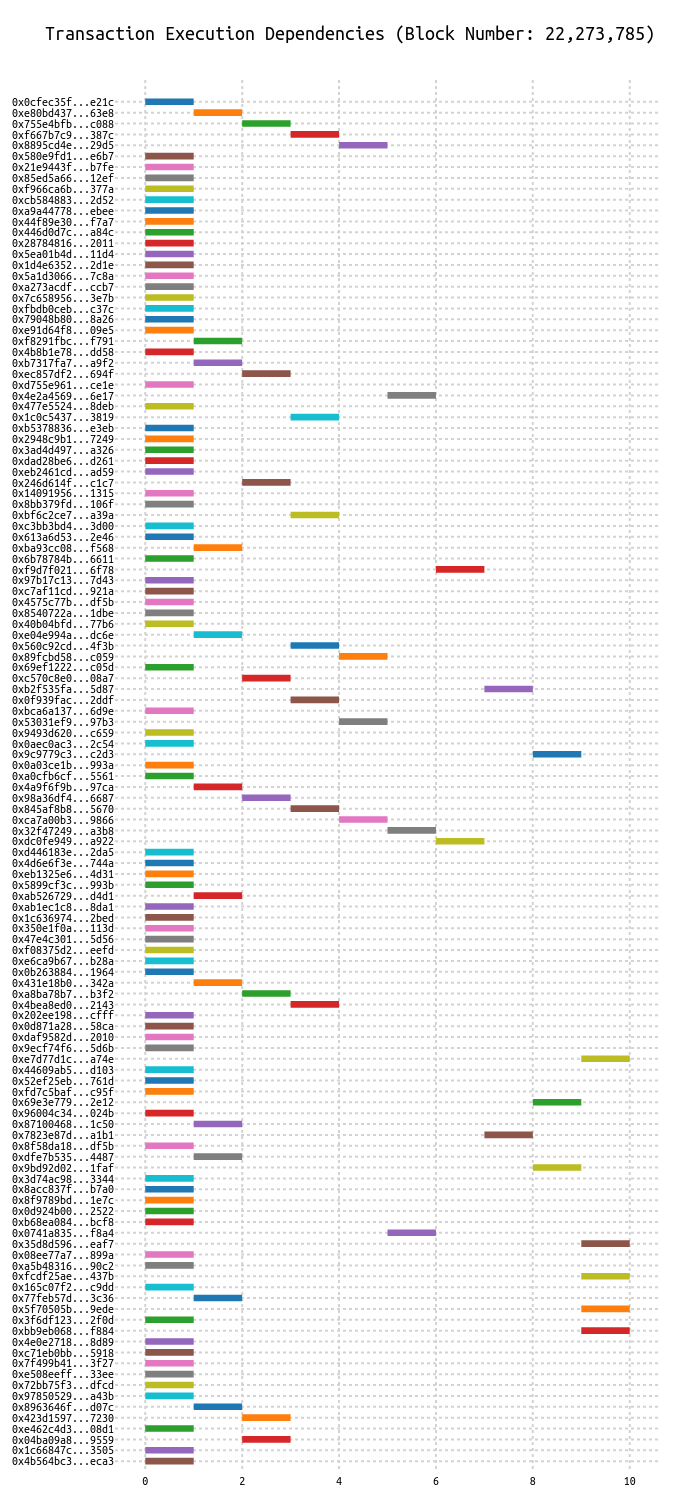 Transaction Execution Dependencies (Block Number: 22,273,785)
0x0cfec35f...e21c
0xe80bd437...63e8
0x755e4bfb...c088
0xf667b7c9...387c
0x8895cd4e...29d5
0x580e9fd1...e6b7
0x21e9443f...b7fe
0x85ed5a66...12ef
0xf966ca6b...377a
0xcb584883...2d52
0xa9a44778...ebee
0x44f89e30...f7a7
0x446d0d7c...a84c
0x28784816...2011
0x5ea01b4d...11d4
0x1d4e6352...2d1e
0x5a1d3066...7c8a
0xa273acdf...ccb7
0x7c658956...3e7b
0xfbdb0ceb...c37c
0x79048b80...8a26
0xe91d64f8...09e5
0xf8291fbc...f791
0x4b8b1e78...dd58
0xb7317fa7...a9f2
0xec857df2...694f
0xd755e961...ce1e
0x4e2a4569...6e17
0x477e5524...8deb
0x1c0c5437...3819
0xb5378836...e3eb
0x2948c9b1...7249
0x3ad4d497...a326
0xdad28be6...d261
0xeb2461cd...ad59
0x246d614f...c1c7
0x14091956...1315
0x8bb379fd...106f
0xbf6c2ce7...a39a
0xc3bb3bd4...3d00
0x613a6d53...2e46
0xba93cc08...f568
0x6b78784b...6611
0xf9d7f021...6f78
0x97b17c13...7d43
0xc7af11cd...921a
0x4575c77b...df5b
0x8540722a...1dbe
0x40b04bfd...77b6
0xe04e994a...dc6e
0x560c92cd...4f3b
0x89fcbd58...c059
0x69ef1222...c05d
0xc570c8e0...08a7
0xb2f535fa...5d87
0x0f939fac...2ddf
0xbca6a137...6d9e
0x53031ef9...97b3
0x9493d620...c659
0x0aec0ac3...2c54
0x9c9779c3...c2d3
0x0a03ce1b...993a
0xa0cfb6cf...5561
0x4a9f6f9b...97ca
0x98a36df4...6687
0x845af8b8...5670
0xca7a00b3...9866
0x32f47249...a3b8
0xdc0fe949...a922
0xd446183e...2da5
0x4d6e6f3e...744a
0xeb1325e6...4d31
0x5899cf3c...993b
0xab526729...d4d1
0xab1ec1c8...8da1
0x1c636974...2bed
0x350e1f0a...113d
0x47e4c301...5d56
0xf08375d2...eefd
0xe6ca9b67...b28a
0x0b263884...1964
0x431e18b0...342a
0xa8ba78b7...b3f2
0x4bea8ed0...2143
0x202ee198...cfff
0x0d871a28...58ca
0xdaf9582d...2010
0x9ecf74f6...5d6b
0xe7d77d1c...a74e
0x44609ab5...d103
0x52ef25eb...761d
0xfd7c5baf...c95f
0x69e3e779...2e12
0x96004c34...024b
0x87100468...1c50
0x7823e87d...a1b1
0x8f58da18...df5b
0xdfe7b535...4487
0x9bd92d02...1faf
0x3d74ac98...3344
0x8acc837f...b7a0
0x8f9789bd...1e7c
0x0d924b00...2522
0xb68ea084...bcf8
0x0741a835...f8a4
0x35d8d596...eaf7
0x08ee77a7...899a
0xa5b48316...90c2
0xfcdf25ae...437b
0x165c07f2...c9dd
0x77feb57d...3c36
0x5f70505b...9ede
0x3f6df123...2f0d
0xbb9eb068...f884
0x4e0e2718...8d89
0xc71eb0bb...5918
0x7f499b41...3f27
0xe508eeff...33ee
0x72bb75f3...dfcd
0x97850529...a43b
0x8963646f...d07c
0x423d1597...7230
0xe462c4d3...08d1
0x04ba09a8...9559
0x1c66847c...3505
0x4b564bc3...eca3
0 2 4 6 8 10